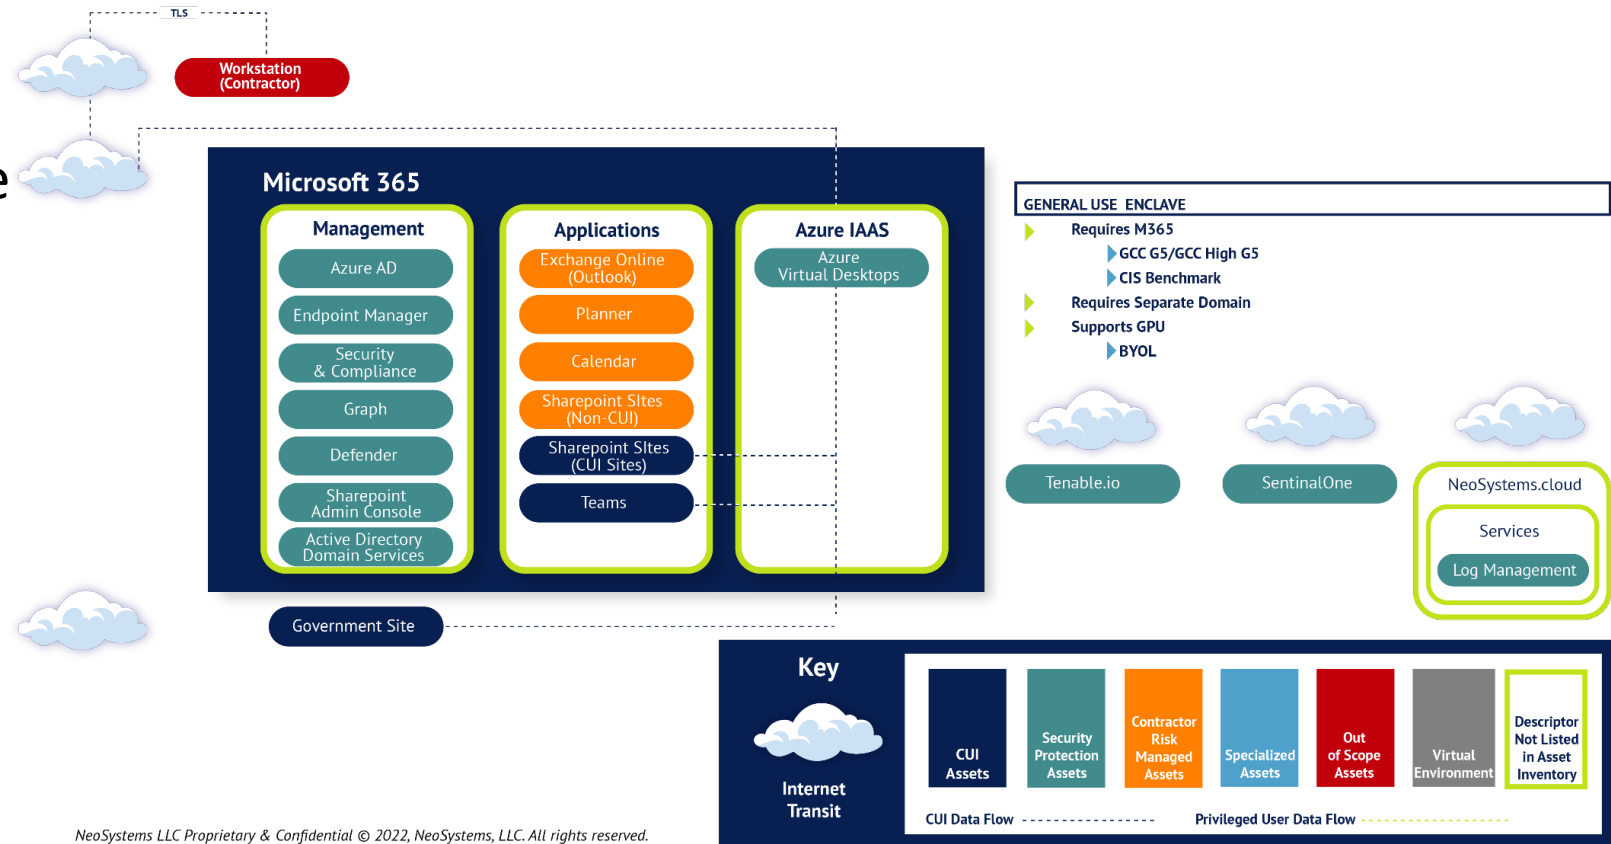 TLS
Workstation
(Contractor)
e
Microsoft 365
Management
Azure AD
Endpoint Manager
Security
& Compliance
Graph
Defender
Sharepoint
Admin Console
Active Directory
Domain Services
Applications
Exchange Online
(Outlook)
Planner
Calendar
Sharepoint SItes
(Non-CUI)
Sharepoint SItes
(CUI Sites)
Teams
Azure IAAS
Azure
Virtual Desktops
Government Site
GENERAL USE ENCLAVE
Requires M365
GCC G5/GCC High G5
CIS Benchmark
Requires Separate Domain
Supports GPU
BYOL
Tenable.io
SentinalOne
NeoSystems.cloud
Services
Log Management
Key
Internet
Transit
CUI
Assets
Security
Protection
Assets
Contractor
Risk
Managed
Assets
Specialized
Assets
Out
of Scope
Assets
Virtual
Environment
Descriptor
Not Listed
in Asset
Inventory
CUI Data Flow
Privileged User Data Flow
NeoSystems LLC Proprietary & Confidential © 2022, NeoSystems, LLC. All rights reserved.